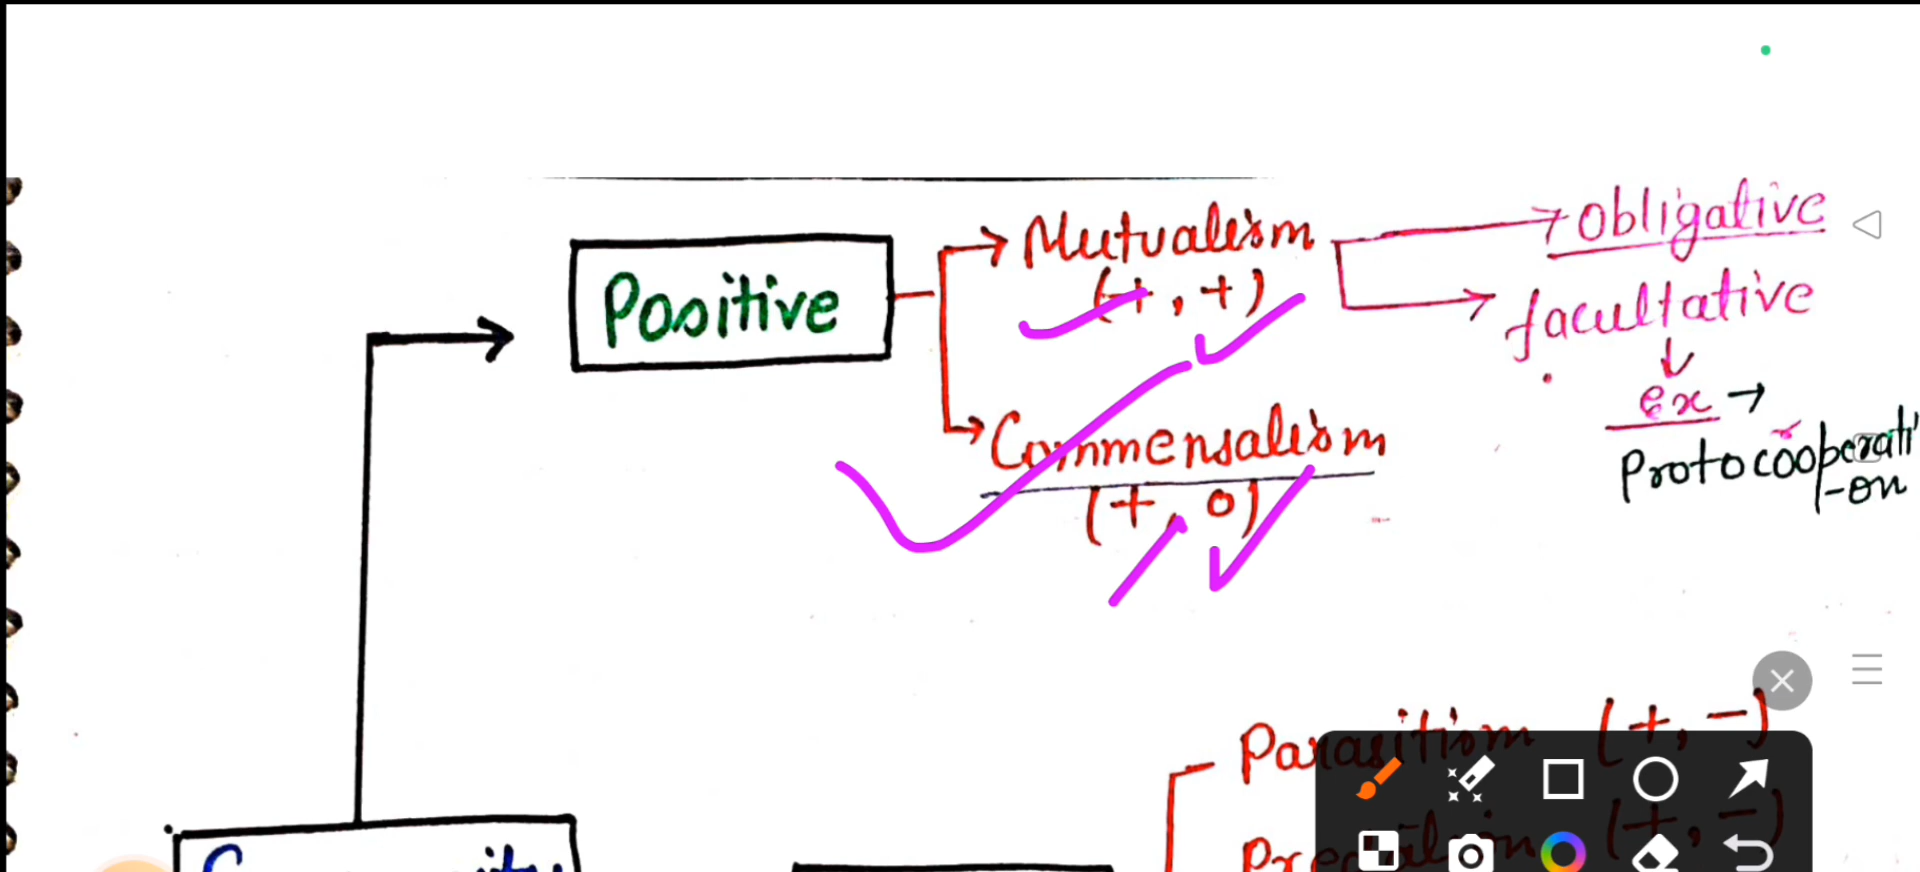 Positive
Mutualism
(+, +)
obligative
facultative
ex →
Protocooperati
-on
Commensalism
(+, 0)
Parasitism (+, -)
(+, -)